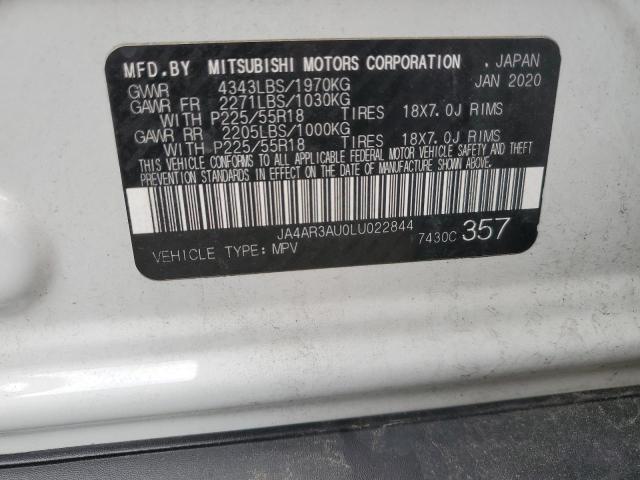 MFD.BY MITSUBISHI MOTORS CORPORATION . JAPAN
GVWR 4343LBS/1970KG JAN 2020
GAWR FR 2271LBS/1030KG
WITH P225/55R18 TIRES 18X7.0J RIMS
GAWR RR 2205LBS/1000KG
WITH P225/55R18 TIRES 18X7.0J RIMS
THIS VEHICLE CONFORMS TO ALL APPLICABLE FEDERAL MOTOR VEHICLE SAFETY AND THEFT
PREVENTION STANDARDS IN EFFECT ON THE DATE OF MANUFACTURE SHOWN ABOVE.
JA4AR3AU0LU022844 7430C 357
VEHICLE TYPE:MPV